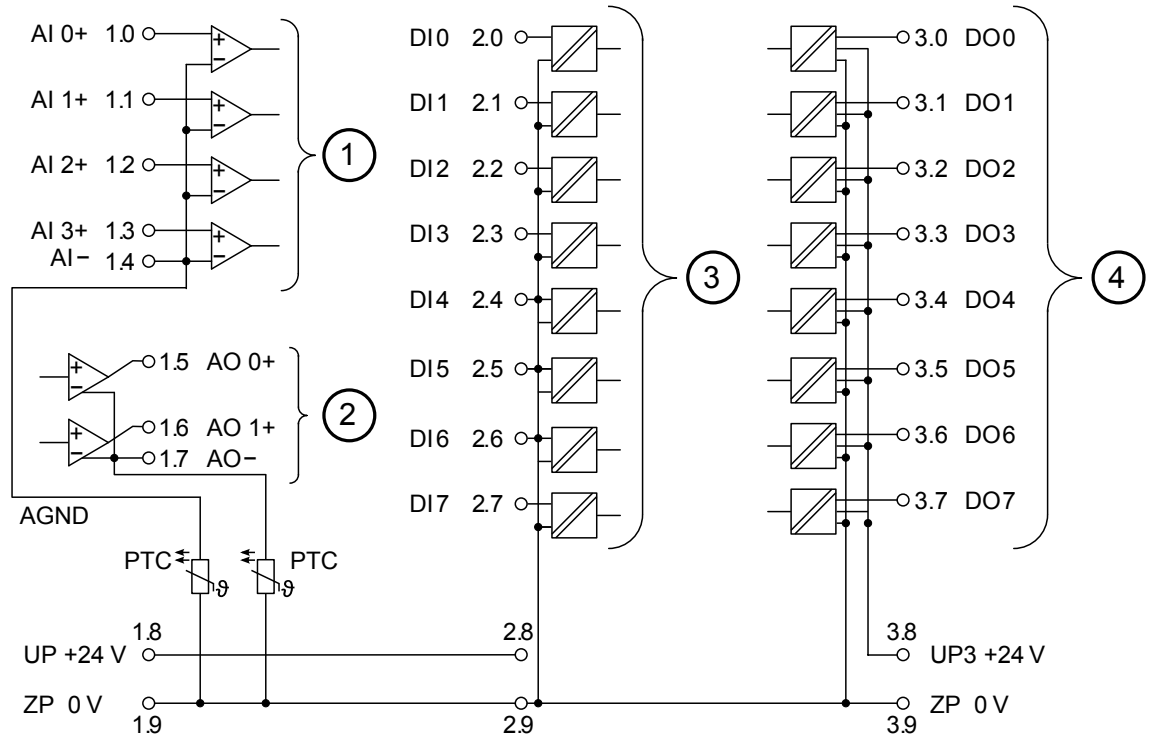 AI 0+ 1.0
AI 1+ 1.1
AI 2+ 1.2
AI 3+ 1.3
AI− 1.4
+
−
+
−
+
−
+
−
1
+
−
+
−
1.5 AO 0+
1.6 AO 1+
1.7 AO−
2
AGND
PTC
ϑ
PTC
ϑ
DI0 2.0
DI1 2.1
DI2 2.2
DI3 2.3
DI4 2.4
DI5 2.5
DI6 2.6
DI7 2.7
3
3.0 DO0
3.1 DO1
3.2 DO2
3.3 DO3
3.4 DO4
3.5 DO5
3.6 DO6
3.7 DO7
4
1.8
2.8
3.8
UP +24 V
UP3 +24 V
ZP 0 V
ZP 0 V
1.9
2.9
3.9